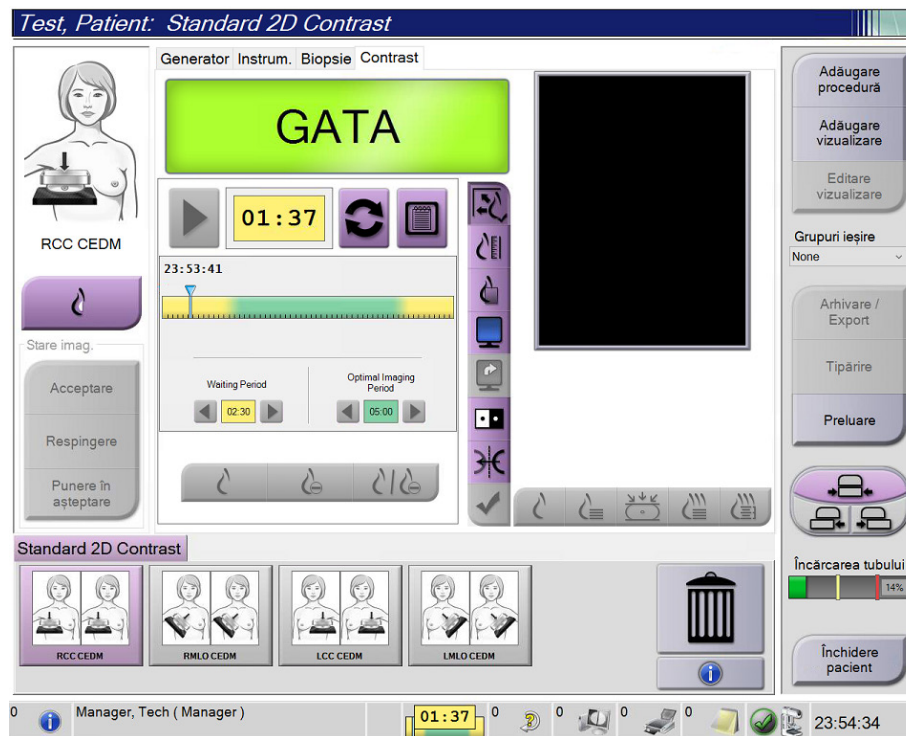 Test, Patient: Standard 2D Contrast
Generator Instrum. Biopsie Contrast
GATA
RCC CEDM
01:37
23:53:41
Waiting Period
Optimal Imaging
Period
02:30
05:00
Stare imag.
Acceptare
Respingere
Punere în
așteptare
Adăugare
procedură
Adăugare
vizualizare
Editare
vizualizare
Grupuri ieșire
None
Arhivare /
Export
Tipărire
Preluare
Încărcarea tubului
14%
Închidere
pacient
Standard 2D Contrast
RCC CEDM
RMLO CEDM
LCC CEDM
LMLO CEDM
0 Manager, Tech ( Manager ) 01:37 0 0 0 0 23:54:34